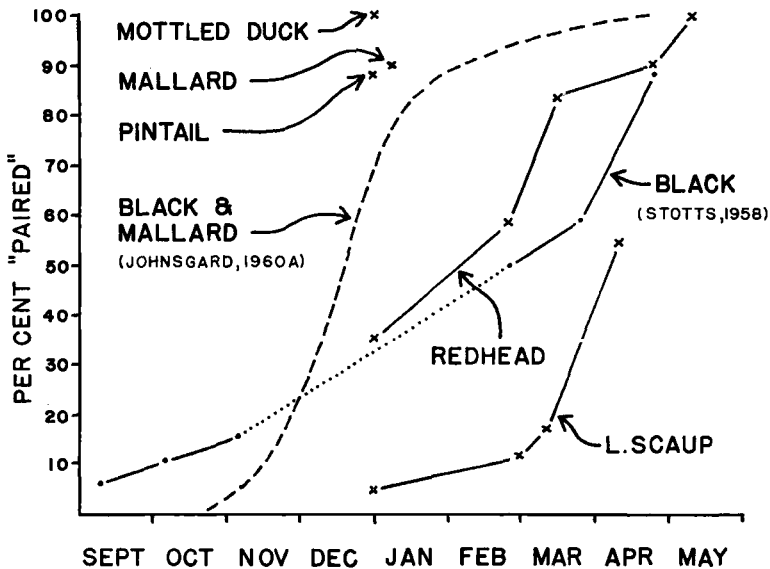 100
90
80
70
60
50
40
30
20
10
PER CENT "PAIRED"
MOTTLED DUCK
MALLARD
PINTAIL
BLACK &
MALLARD
(JOHNSGARD, 1960A)
BLACK
(STOTTS, 1958)
REDHEAD
L. SCAUP
SEPT OCT NOV DEC JAN FEB MAR APR MAY